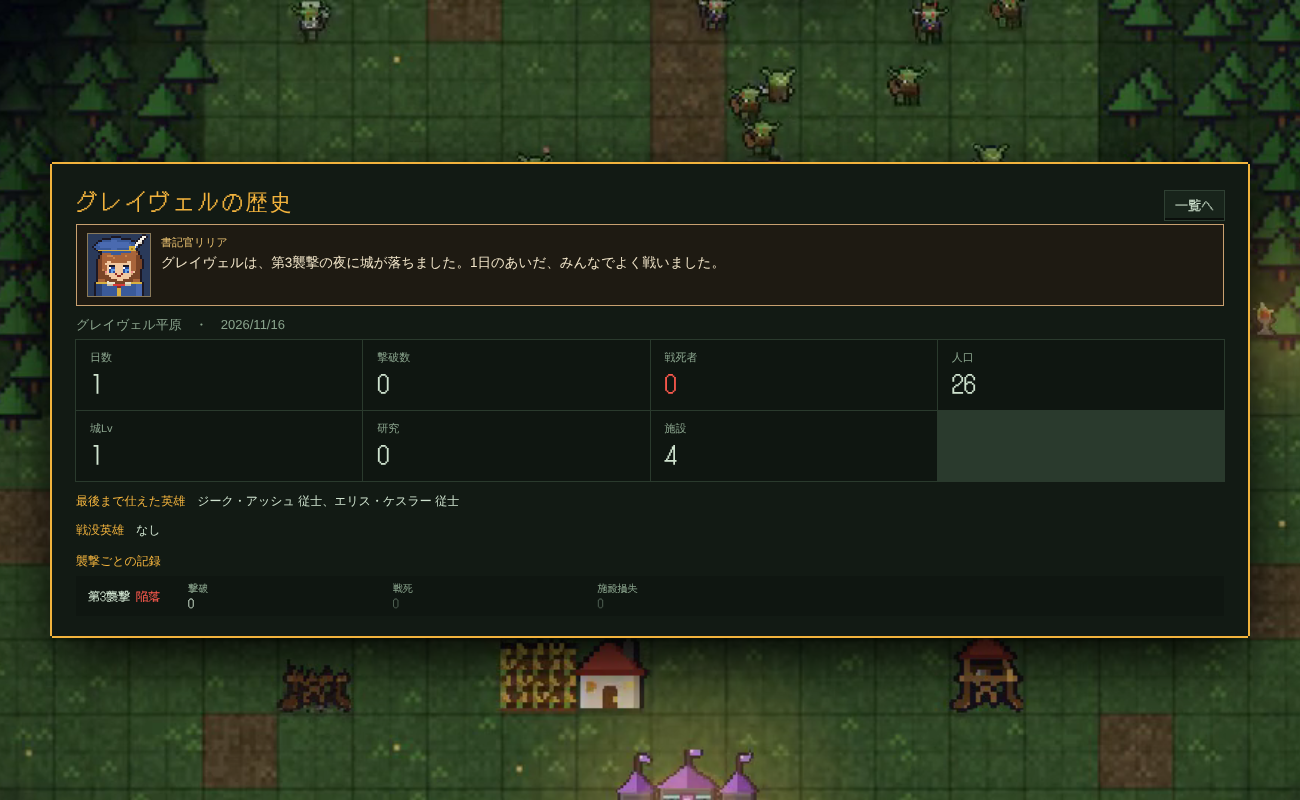 グレイヴェルの歴史
一覧へ
書記官リリア
グレイヴェルは、第3襲撃の夜に城が落ちました。1日のあいだ、みんなでよく戦いました。
グレイヴェル平原 ・ 2026/11/16
日数
1
撃破数
0
戦死者
0
人口
26
城Lv
1
研究
0
施設
4
最後まで仕えた英雄 ジーク・アッシュ 従士、エリス・ケスラー 従士
戦没英雄 なし
襲撃ごとの記録
第3襲撃 陥落
撃破
0
戦死
0
施設損失
0